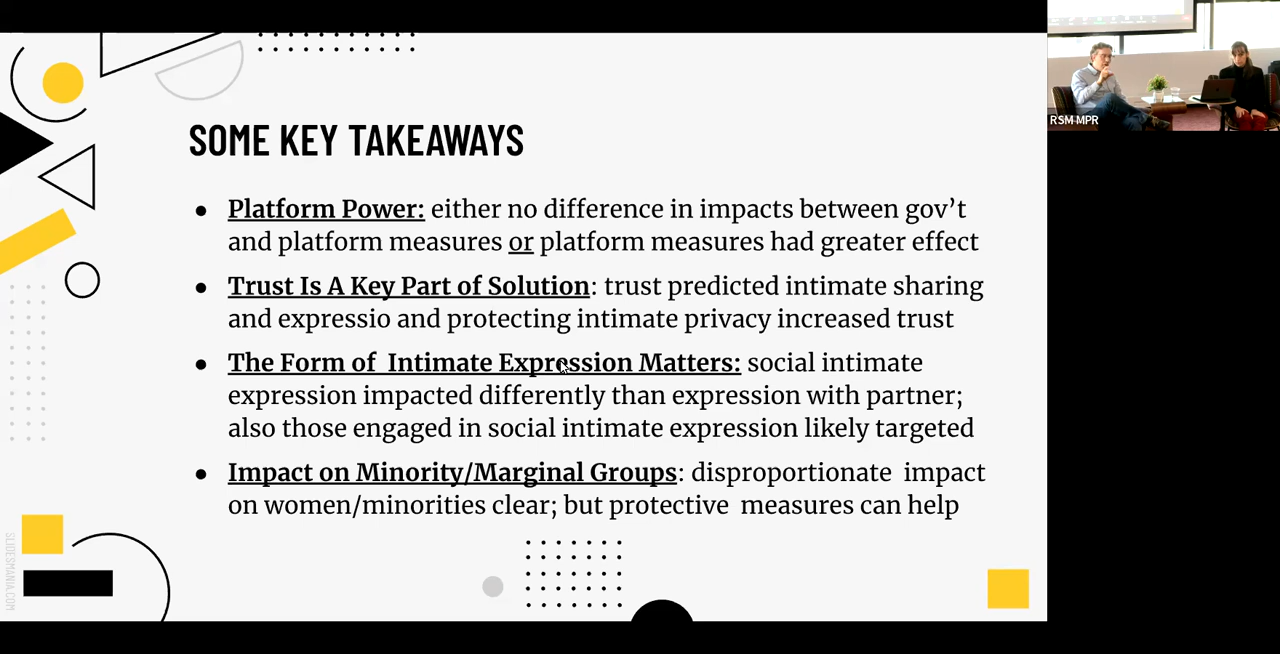 SOME KEY TAKEAWAYS
● Platform Power: either no difference in impacts between gov’t
and platform measures or platform measures had greater effect
● Trust Is A Key Part of Solution: trust predicted intimate sharing
and expressio and protecting intimate privacy increased trust
● The Form of  Intimate Expression Matters: social intimate
expression impacted differently than expression with partner;
also those engaged in social intimate expression likely targeted
● Impact on Minority/Marginal Groups: disproportionate  impact
on women/minorities clear; but protective  measures can help
SLIDESMANIA.COM
RSM MPR